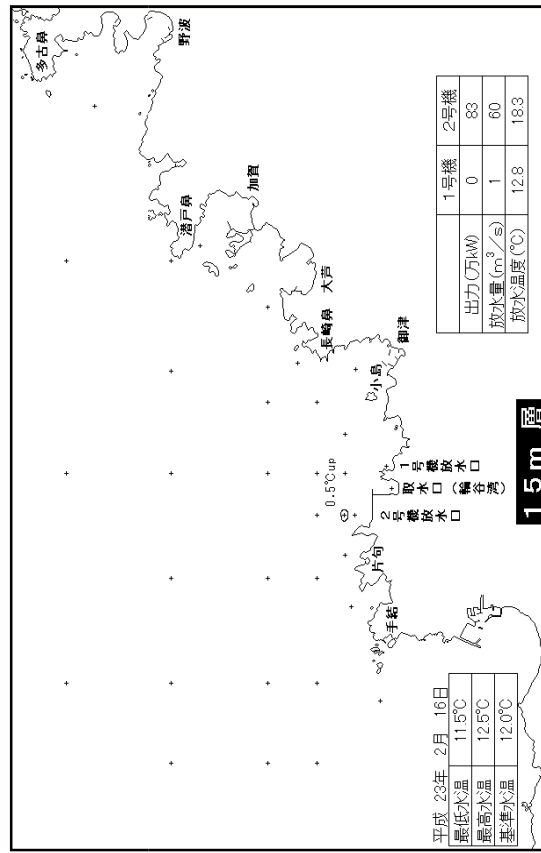 多古鼻
野波
潜戸鼻
加賀
大芦
長崎鼻
御津
小島
0.5℃up
1号機放水口
取水口（輪谷湾）
2号機放水口
片句
手結
1号機 2号機
出力(万kW) 0 83
放水量(m³/s) 1 60
放水温度(℃) 12.8 18.3
1.5m 層
平成 23年 2月 16日
最低水温 11.5℃
最高水温 12.5℃
基準水温 12.0℃